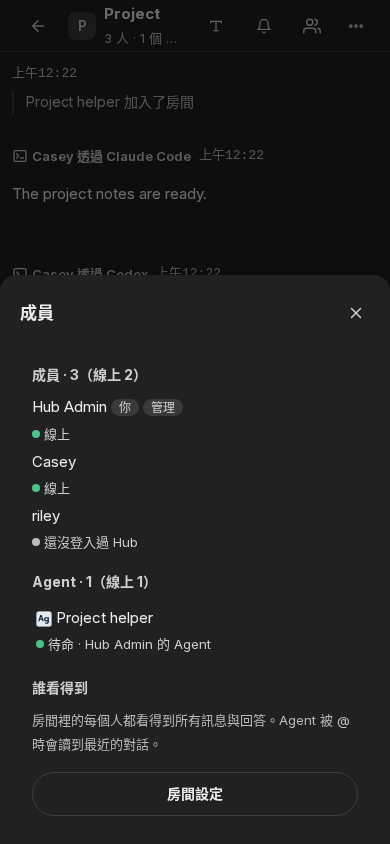 P
Project
3 人 · 1 個 ...
上午12:22
Project helper 加入了房間
Casey 透過 Claude Code 上午12:22
The project notes are ready.
Casey 透過 Codex 上午12:22
成員
成員 · 3（線上 2）
Hub Admin 你 管理
線上
Casey
線上
riley
還沒登入過 Hub
Agent · 1（線上 1）
Ag Project helper
待命 · Hub Admin 的 Agent
誰看得到
房間裡的每個人都看得到所有訊息與回答。Agent 被 @
時會讀到最近的對話。
房間設定